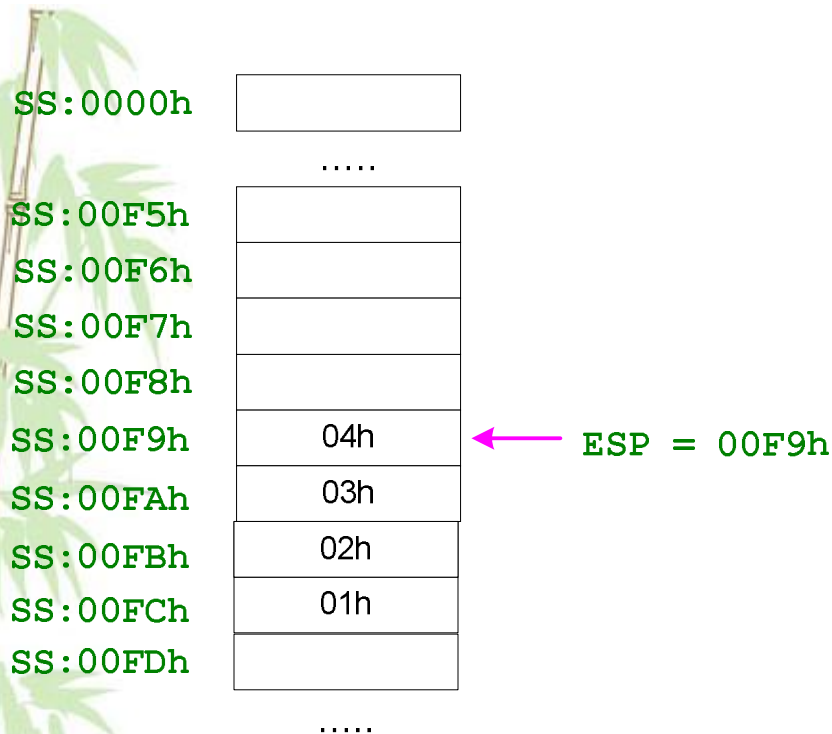 SS:0000h
.....
SS:00F5h
SS:00F6h
SS:00F7h
SS:00F8h
SS:00F9h 04h ESP = 00F9h
SS:00FAh 03h
SS:00FBh 02h
SS:00FCh 01h
SS:00FDh
.....